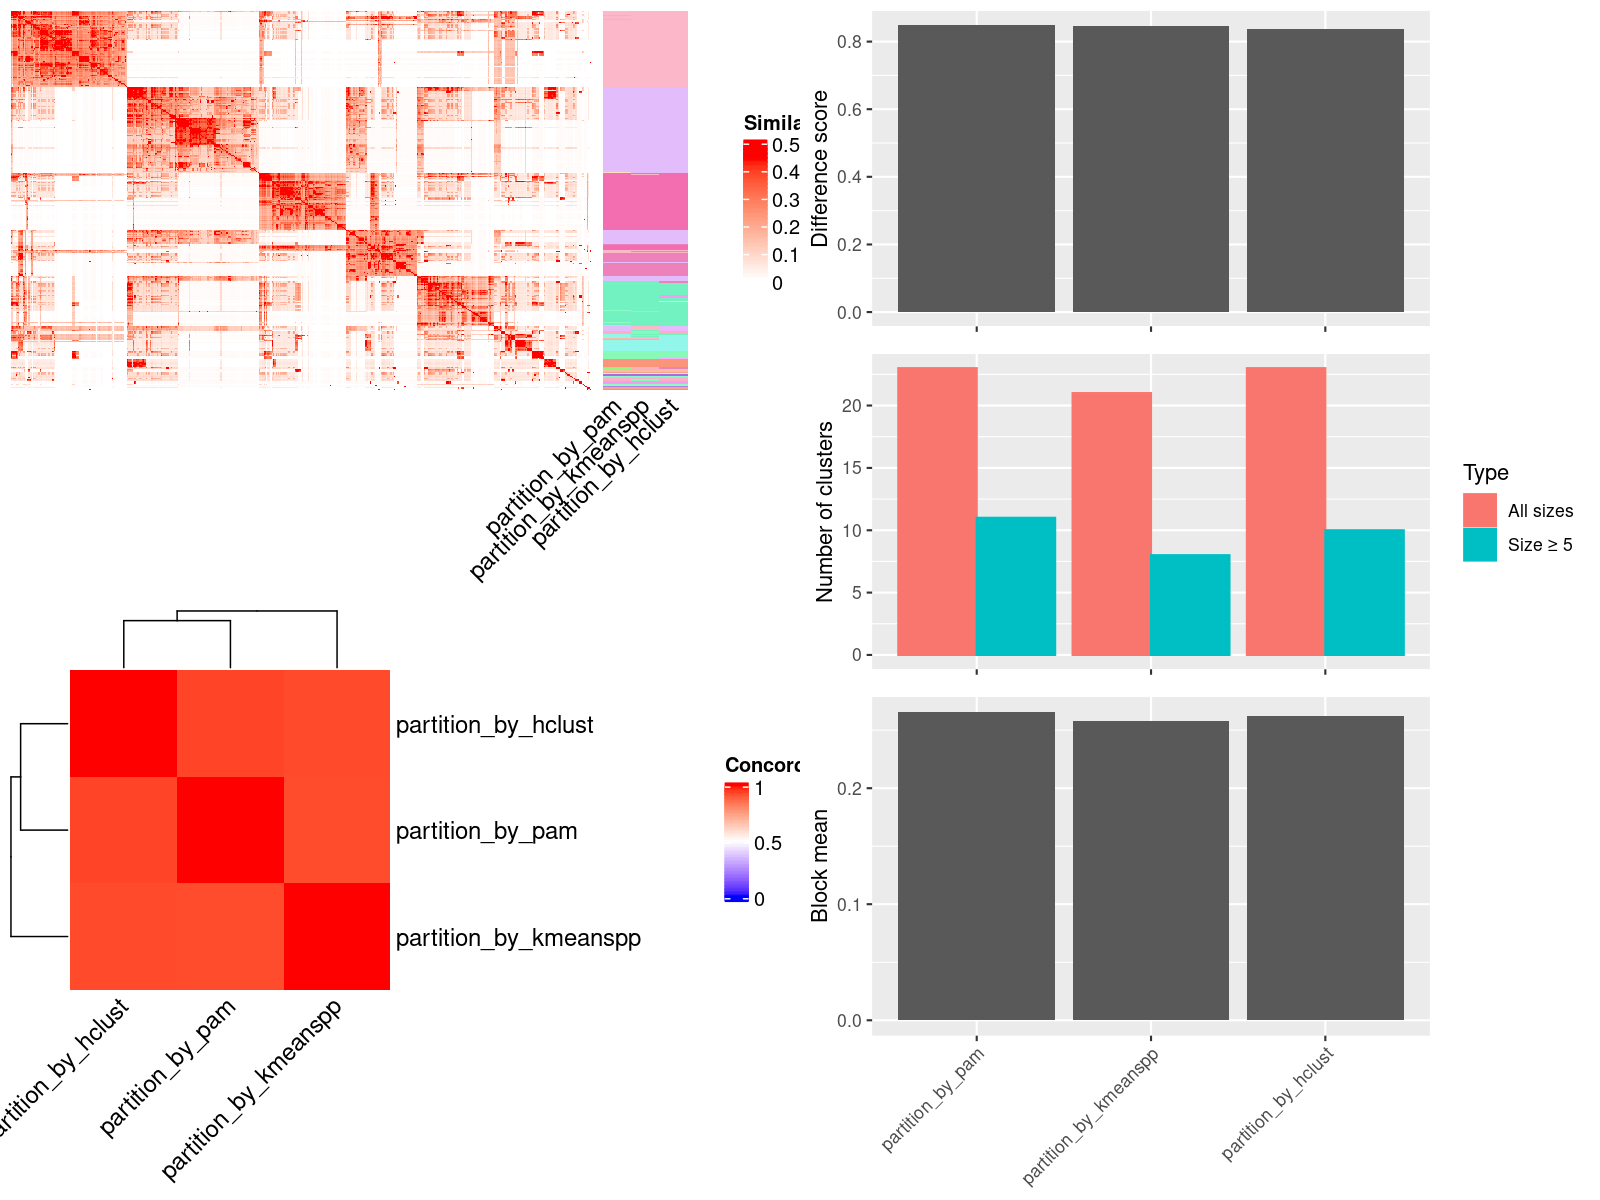 Simila
0.5
0.4
0.3
0.2
0.1
0
partition_by_pam
partition_by_kmeanspp
partition_by_hclust
partition_by_hclust
partition_by_pam
partition_by_kmeanspp
artition_by_hclust
partition_by_pam
partition_by_kmeanspp
Concord
1
0.5
0
Difference score
0.8
0.6
0.4
0.2
0.0
Number of clusters
20
15
10
5
0
Type
All sizes
Size ≥ 5
Block mean
0.2
0.1
0.0
partition_by_pam
partition_by_kmeanspp
partition_by_hclust